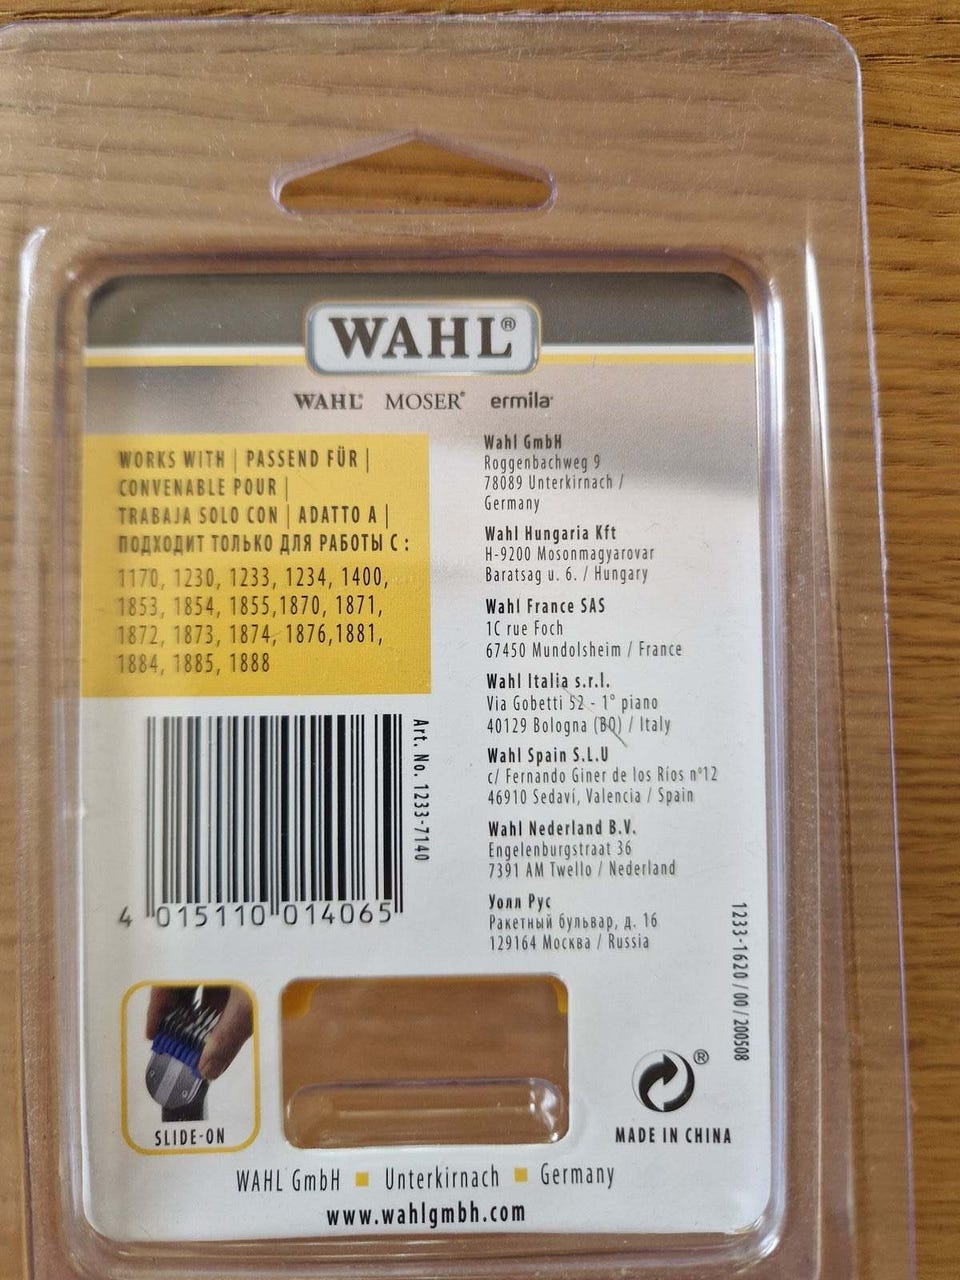 WAHL®
WAHL® MOSER® ermila®
WORKS WITH | PASSEND FÜR |
CONVENABLE POUR |
TRABAJA SOLO CON | ADATTO A |
ПОДХОДИТ ТОЛЬКО ДЛЯ РАБОТЫ С :
1170, 1230, 1233, 1234, 1400,
1853, 1854, 1855,1870, 1871,
1872, 1873, 1874, 1876,1881,
1884, 1885, 1888
Art. No. 1233-7140
4 015110 014065
SLIDE-ON
Wahl GmbH
Roggenbachweg 9
78089 Unterkirnach /
Germany
Wahl Hungaria Kft
H-9200 Mosonmagyarovar
Baratsag u. 6. / Hungary
Wahl France SAS
1C rue Foch
67450 Mundolsheim / France
Wahl Italia s.r.l.
Via Gobetti 52 - 1° piano
40129 Bologna (BO) / Italy
Wahl Spain S.L.U
c/ Fernando Giner de los Ríos nº12
46910 Sedaví, Valencia / Spain
Wahl Nederland B.V.
Engelenburgstraat 36
7391 AM Twello / Nederland
Уолл Рус
Ракетный бульвар, д. 16
129164 Москва / Russia
1233-1620 / 00 / 200508
®
MADE IN CHINA
WAHL GmbH ■ Unterkirnach ■ Germany
www.wahlgmbh.com